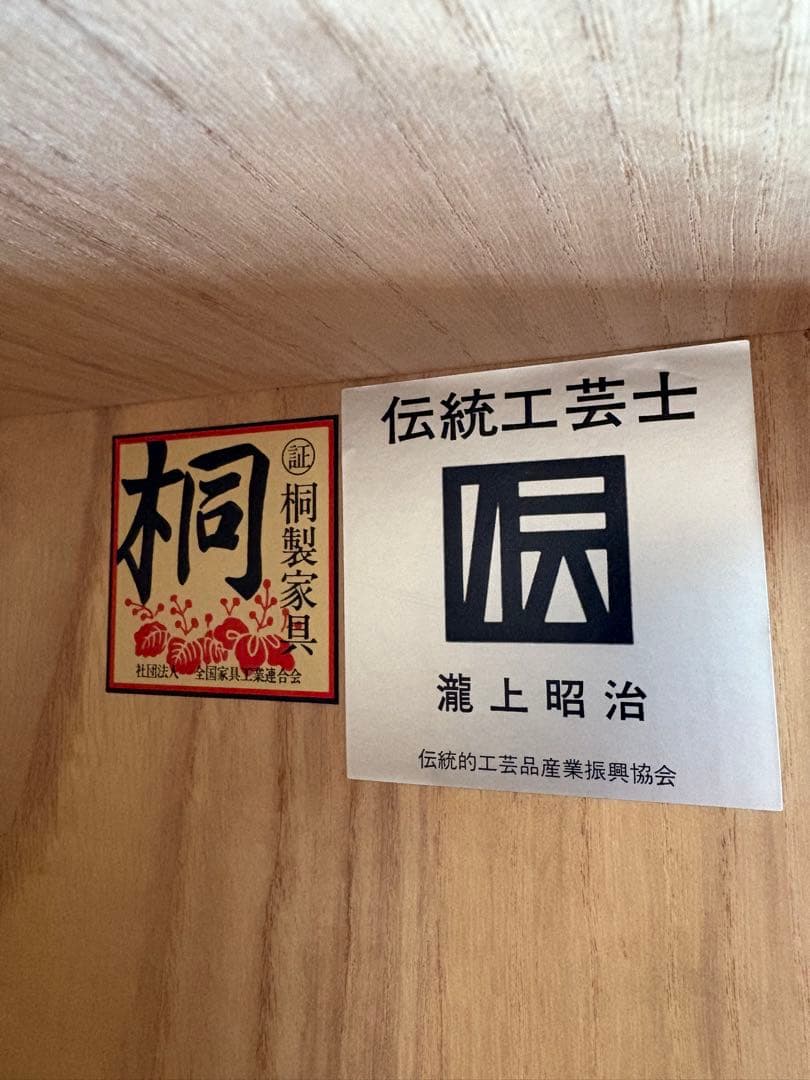 桐
証
桐製家具
社団法人 全国家具工業連合会
伝統工芸士
瀧上昭治
伝統的工芸品産業振興協会